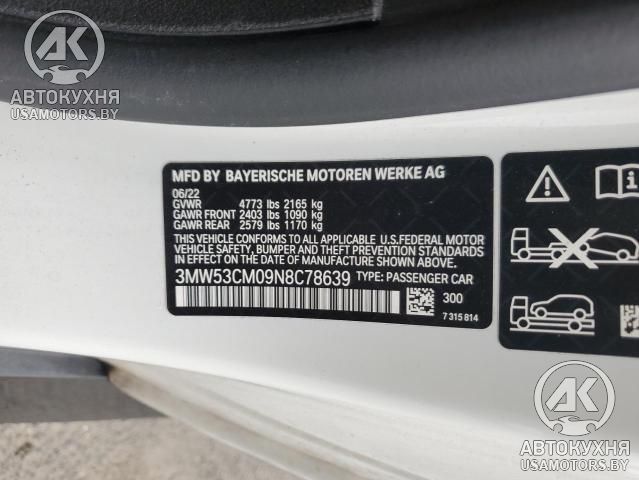 AK
АВТОКУХНЯ
USAMOTORS.BY
MFD BY BAYERISCHE MOTOREN WERKE AG
06/22
GVWR 4773 lbs 2165 kg
GAWR FRONT 2403 lbs 1090 kg
GAWR REAR 2579 lbs 1170 kg
THIS VEHICLE CONFORMS TO ALL APPLICABLE U.S.FEDERAL MOTOR
VEHICLE SAFETY, BUMPER AND THEFT PREVENTION STANDARDS
IN EFFECT ON THE DATE OF MANUFACTURE SHOWN ABOVE.
3MW53CM09N8C78639 TYPE: PASSENGER CAR
300
7 315 814
AK
АВТОКУХНЯ
USAMOTORS.BY